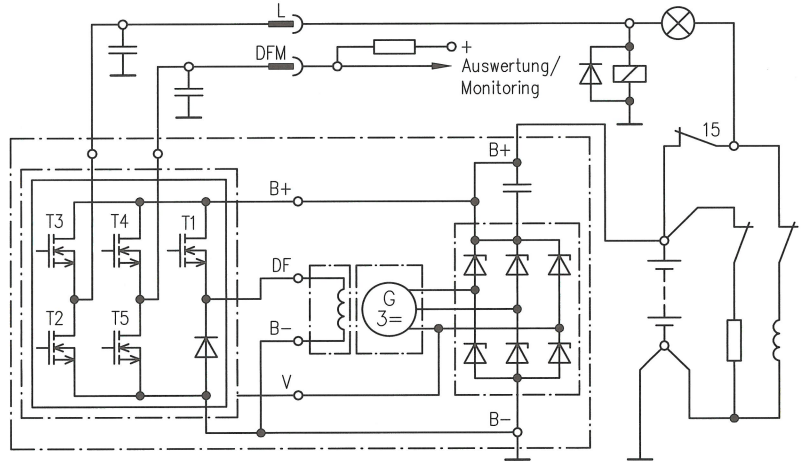 L
DFM
+
Auswertung/
Monitoring
15
B+
B+
T3
T4
T1
DF
G
3=
T2
T5
B-
V
B-